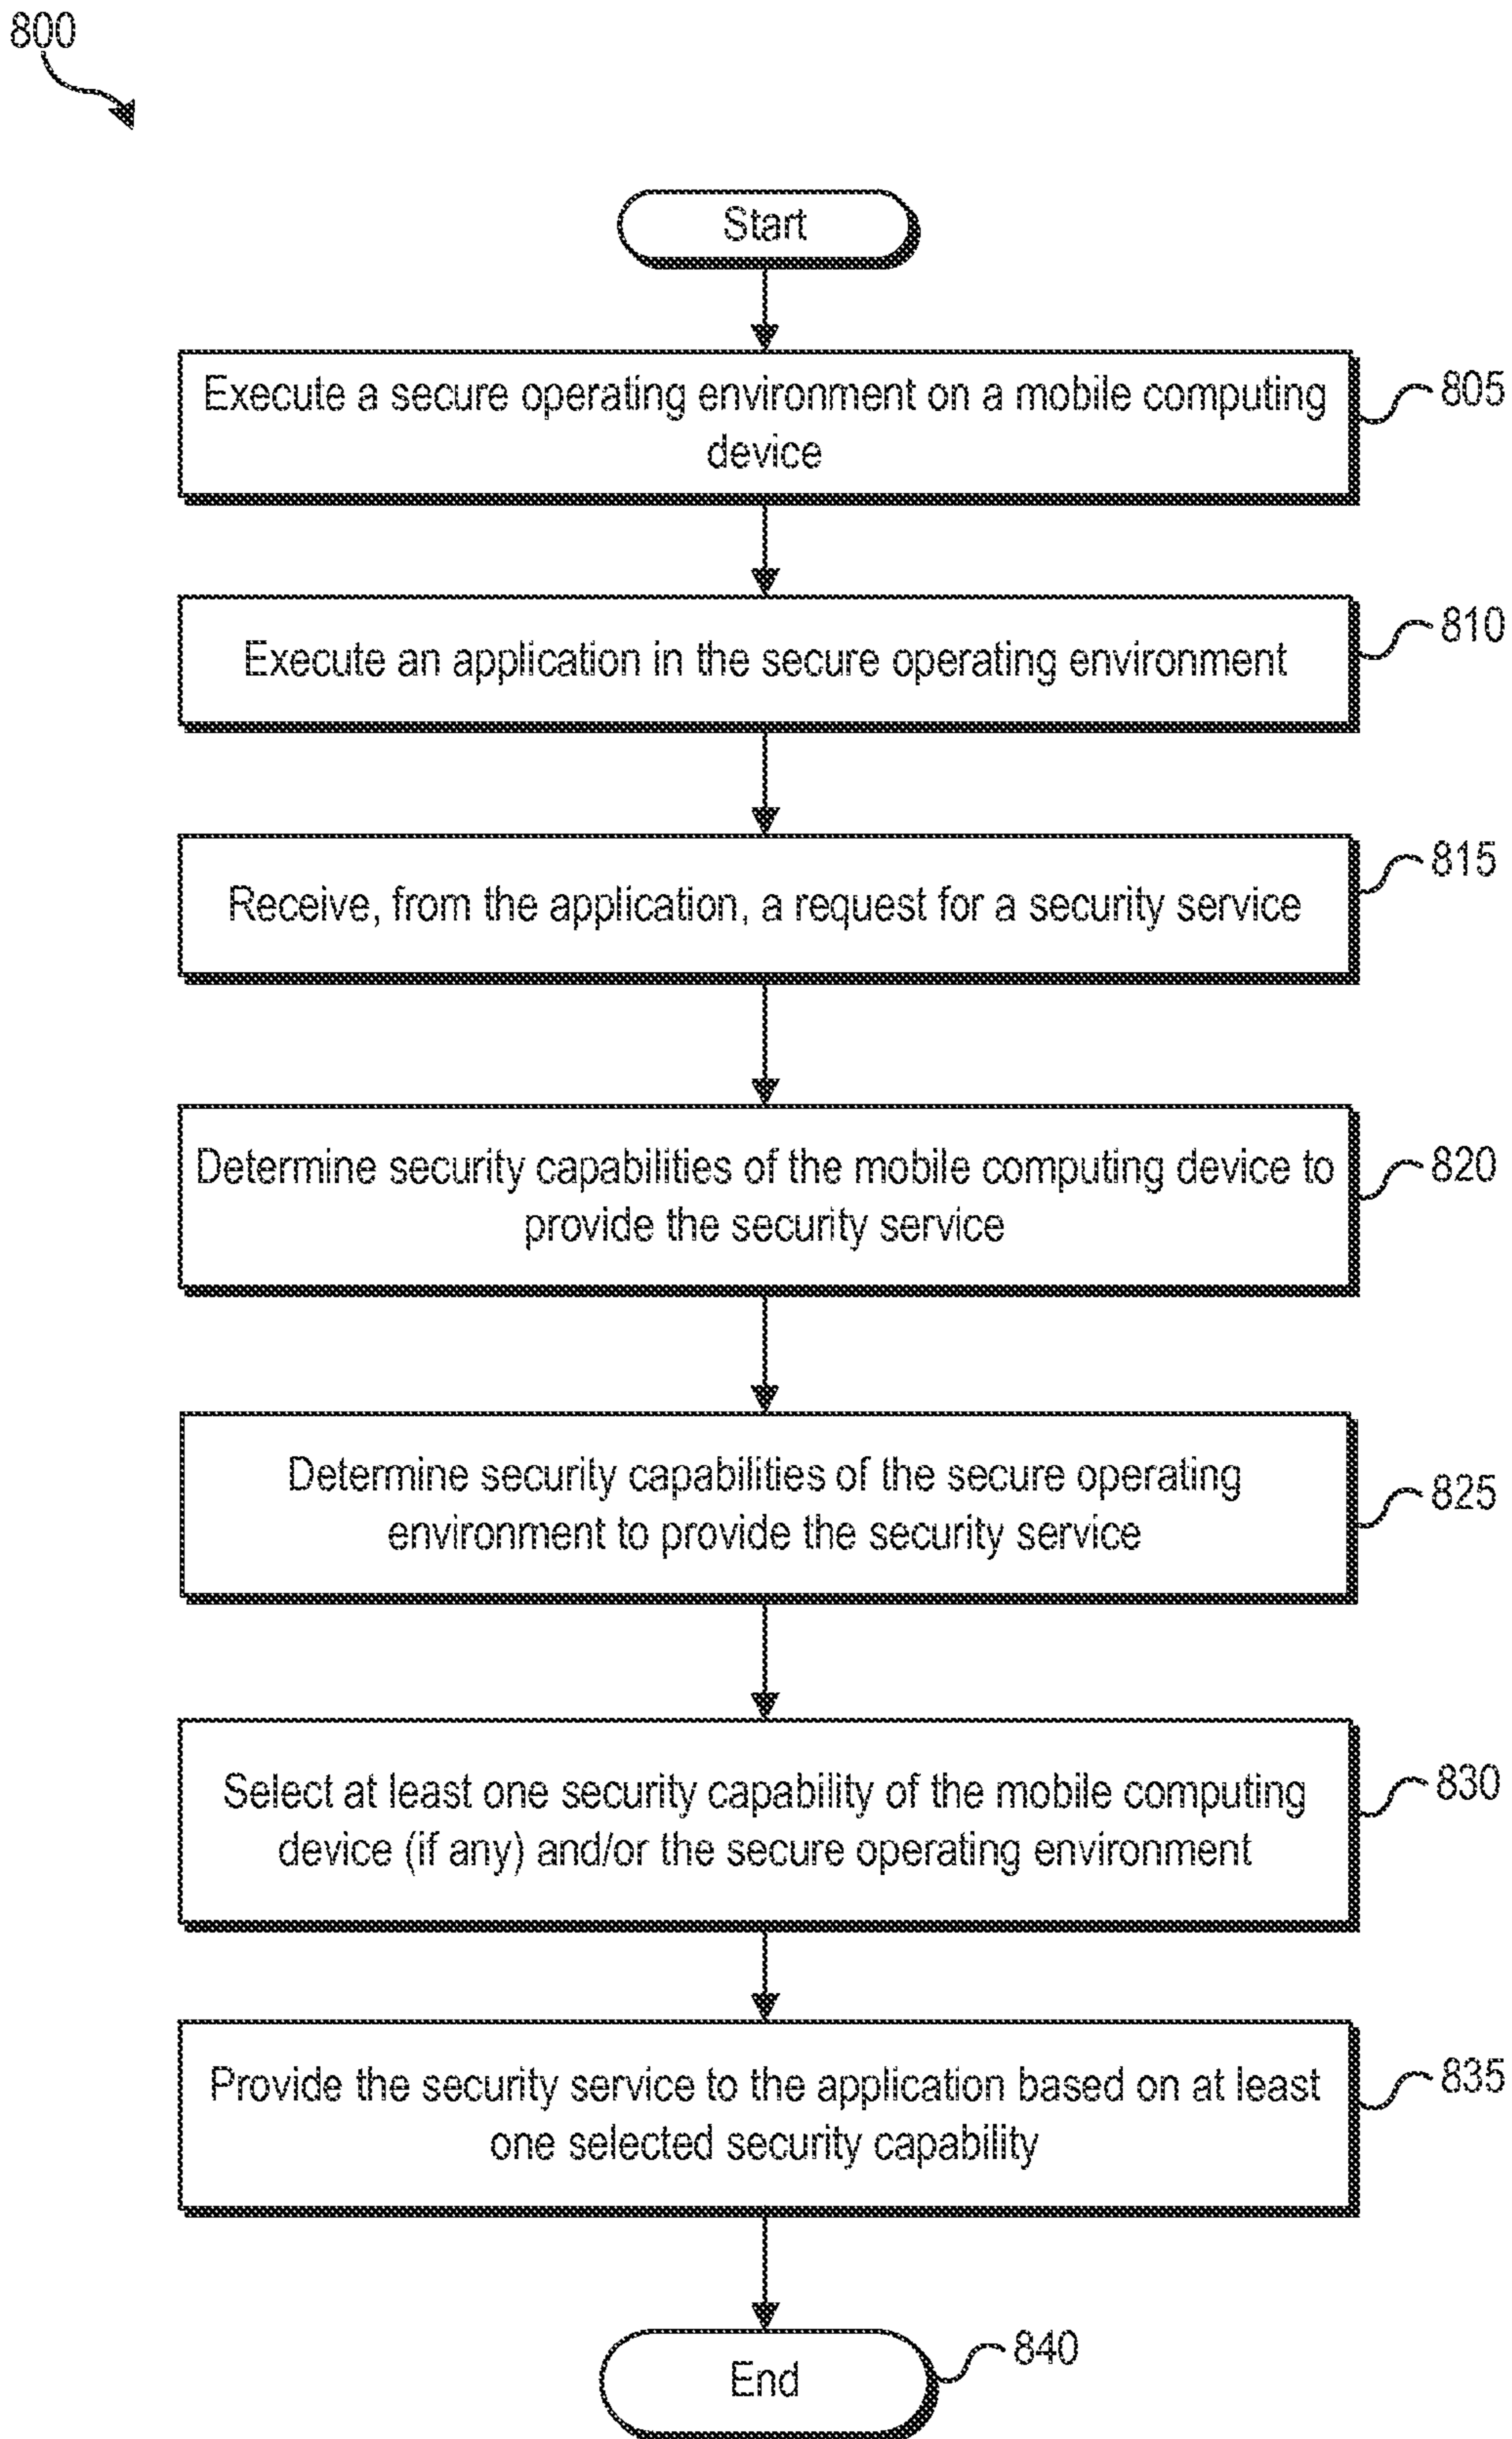 800
Start
Execute a secure operating environment on a mobile computing
device
805
Execute an application in the secure operating environment
810
Receive, from the application, a request for a security service
815
Determine security capabilities of the mobile computing device to
provide the security service
820
Determine security capabilities of the secure operating
environment to provide the security service
825
Select at least one security capability of the mobile computing
device (if any) and/or the secure operating environment
830
Provide the security service to the application based on at least
one selected security capability
835
End
840